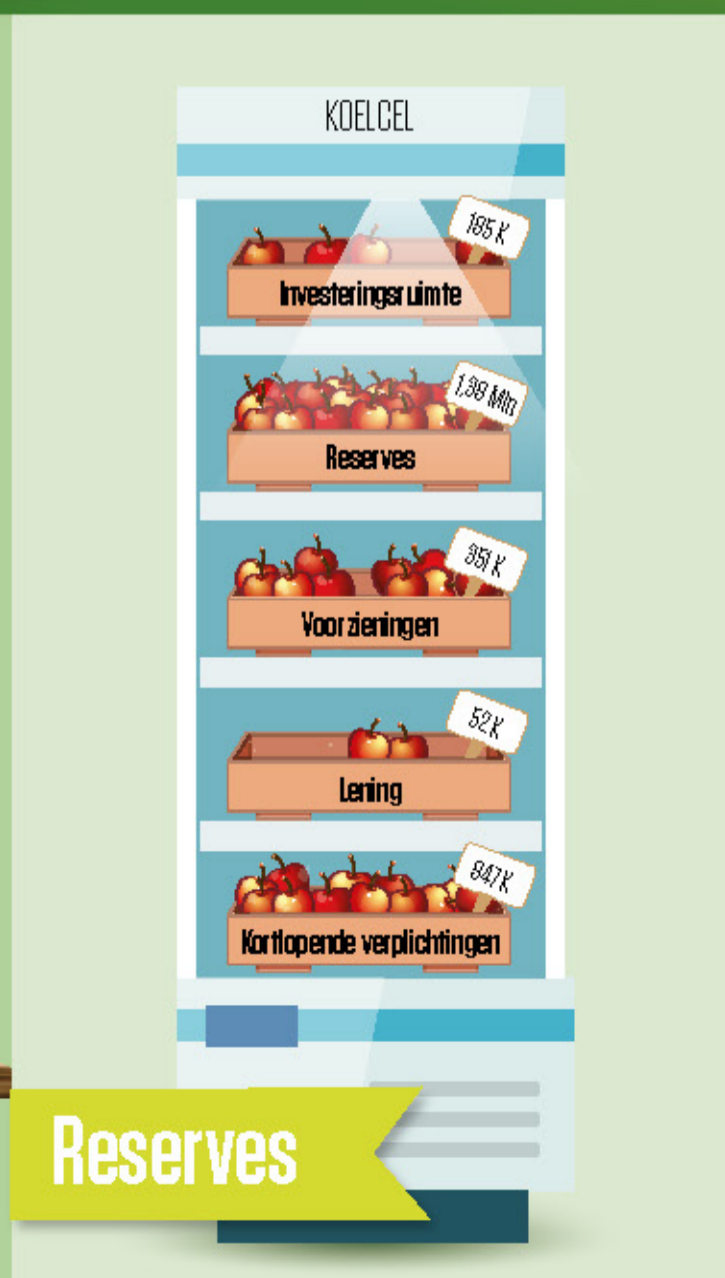 KOELCEL
185 K
Investeringsruimte
1,38 Mln
Reserves
351 K
Voorzieningen
52 K
Lening
847 K
Kortlopende verplichtingen
Reserves